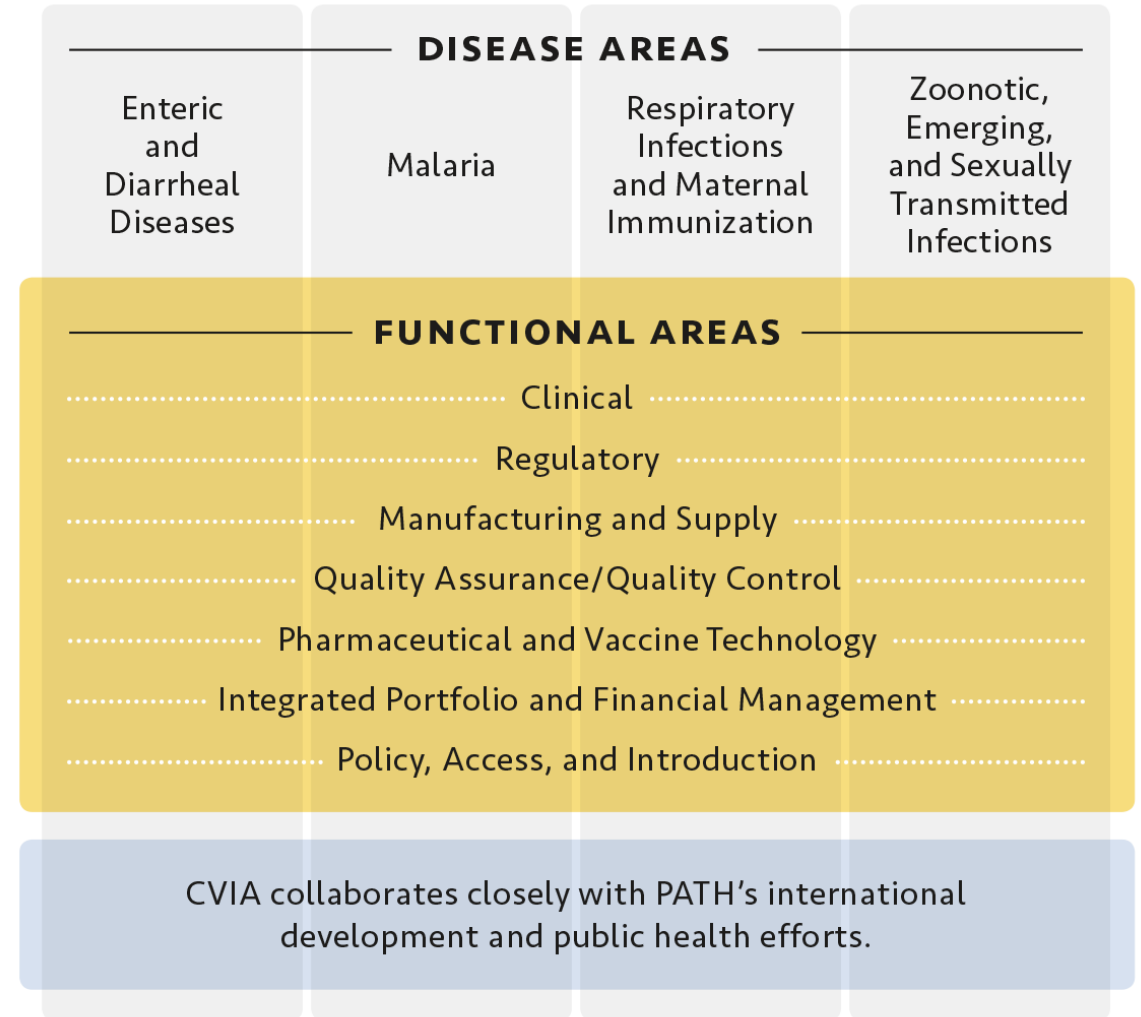 DISEASE AREAS
Enteric
and
Diarrheal
Diseases
Malaria
Respiratory
Infections
and Maternal
Immunization
Zoonotic,
Emerging,
and Sexually
Transmitted
Infections
FUNCTIONAL AREAS
Clinical
Regulatory
Manufacturing and Supply
Quality Assurance/Quality Control
Pharmaceutical and Vaccine Technology
Integrated Portfolio and Financial Management
Policy, Access, and Introduction
CVIA collaborates closely with PATH’s international
development and public health efforts.